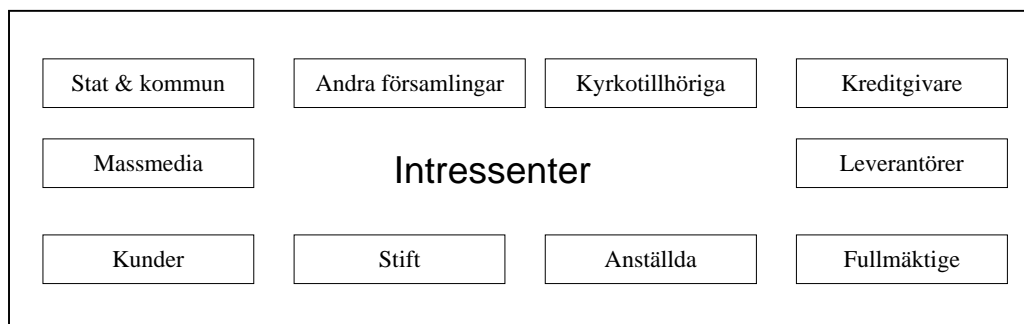 Stat & kommun
Andra församlingar
Kyrkotillhöriga
Kreditgivare
Massmedia
Intressenter
Leverantörer
Kunder
Stift
Anställda
Fullmäktige